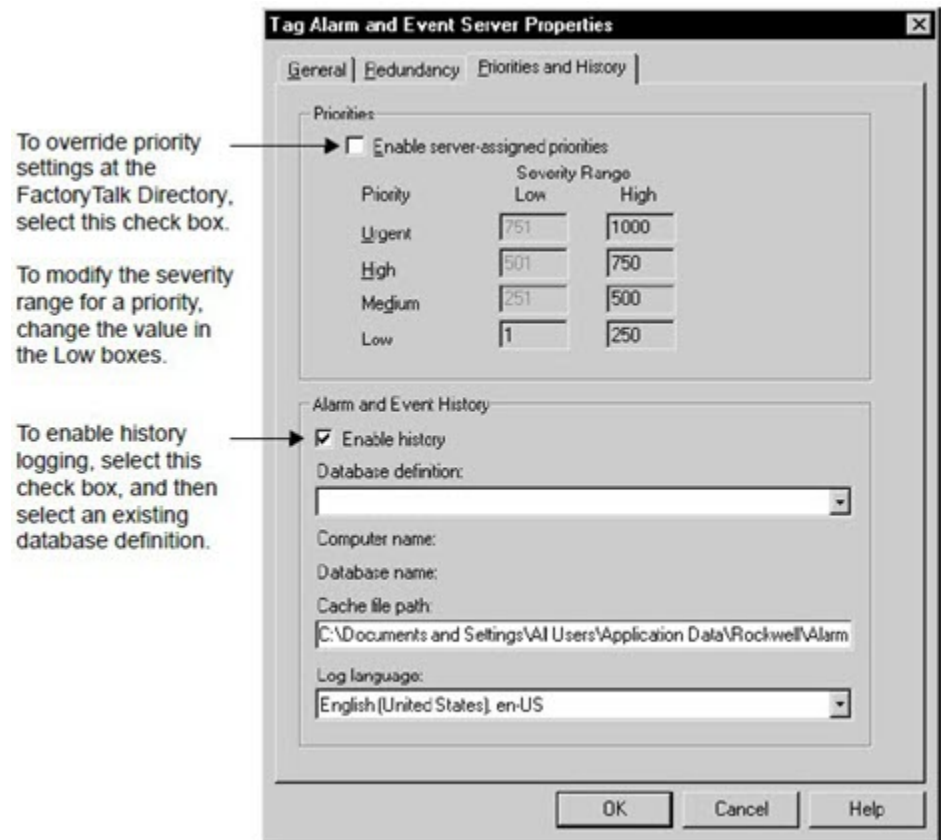 Tag Alarm and Event Server Properties
General
Redundancy
Priorities and History
Priorities
To override priority
settings at the
FactoryTalk Directory,
select this check box.
Enable server-assigned priorities
Severity Range
Priority
Low
High
Urgent
751
1000
High
501
750
Medium
251
500
Low
1
250
To modify the severity
range for a priority,
change the value in
the Low boxes.
Alarm and Event History
To enable history
logging, select this
check box, and then
select an existing
database definition.
Enable history
Database definition:
Computer name:
Database name:
Cache file path:
C:\Documents and Settings\All Users\Application Data\Rockwell\Alarm
Log language:
English (United States), en-US
OK
Cancel
Help